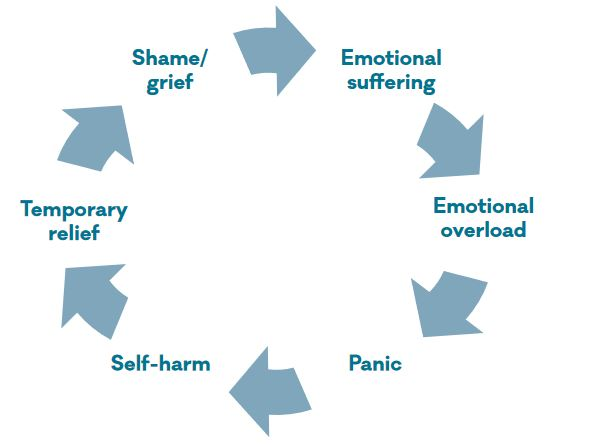 Shame/
grief
Emotional
suffering
Emotional
overload
Panic
Self-harm
Temporary
relief